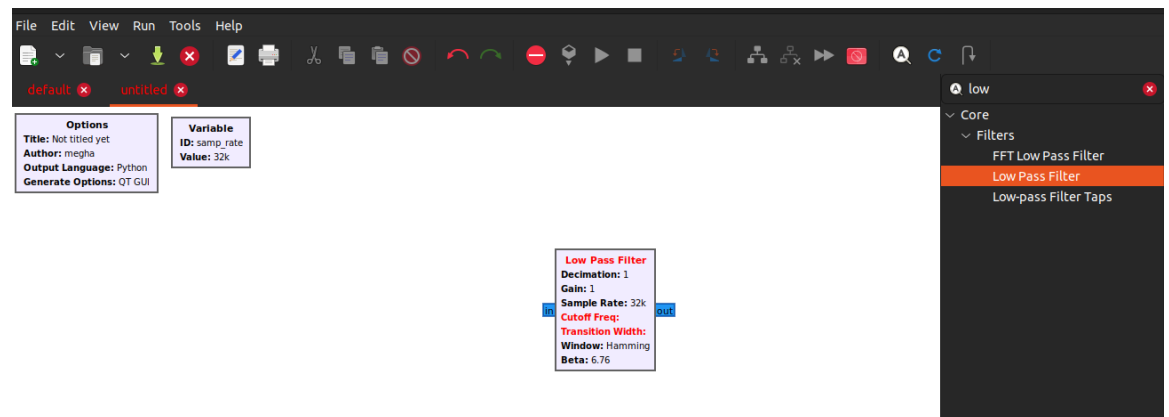 File Edit View Run Tools Help
default untitled
low
Core
Filters
FFT Low Pass Filter
Low Pass Filter
Low-pass Filter Taps
Options
Title: Not titled yet
Author: megha
Output Language: Python
Generate Options: QT GUI
Variable
ID: samp_rate
Value: 32k
Low Pass Filter
Decimation: 1
Gain: 1
Sample Rate: 32k
Cutoff Freq:
Transition Width:
Window: Hamming
Beta: 6.76
in
out